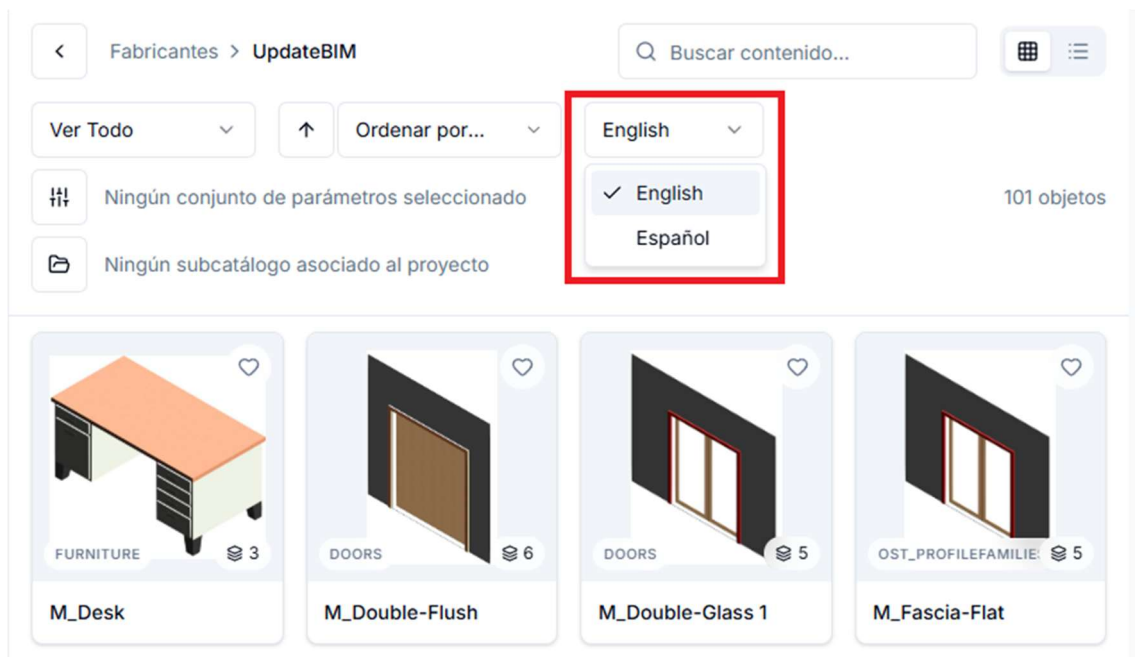 Fabricantes > UpdateBIM
Buscar contenido...
Ver Todo
Ordenar por...
English
English
Español
Ningún conjunto de parámetros seleccionado
101 objetos
Ningún subcatálogo asociado al proyecto
FURNITURE 3
DOORS 6
DOORS 5
OST_PROFILEFAMILIE 5
M_Desk
M_Double-Flush
M_Double-Glass 1
M_Fascia-Flat